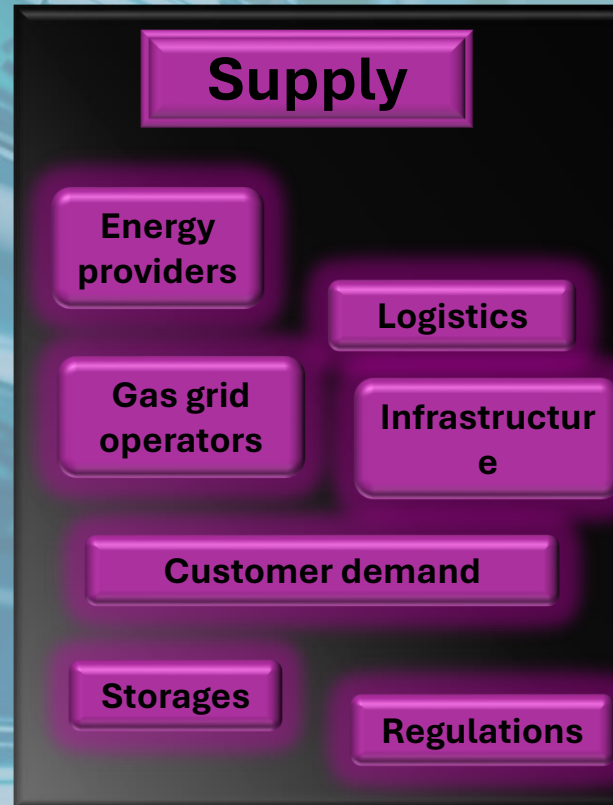 Supply
Energy
providers
Logistics
Gas grid
operators
Infrastructur
e
Customer demand
Storages
Regulations